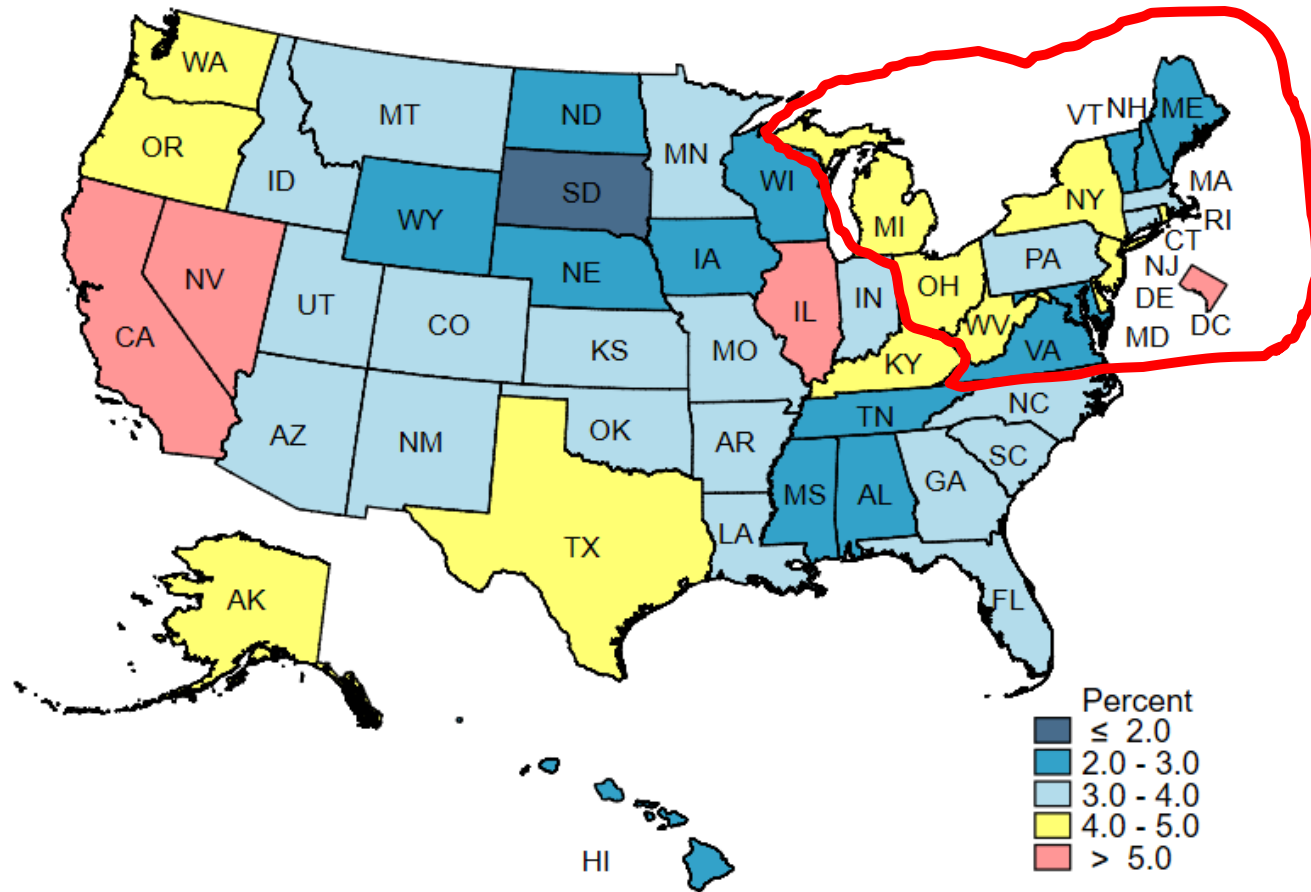 WA
MT
ND
MN
VT
NH
ME
OR
ID
SD
WI
MI
NY
MA
RI
WY
CT
NE
IA
PA
NJ
NV
UT
CO
IL
IN
OH
DE
DC
CA
KS
MO
WV
MD
KY
VA
AZ
NM
OK
AR
TN
NC
SC
MS
AL
GA
TX
LA
FL
AK
HI
Percent
≤ 2.0
2.0 - 3.0
3.0 - 4.0
4.0 - 5.0
> 5.0